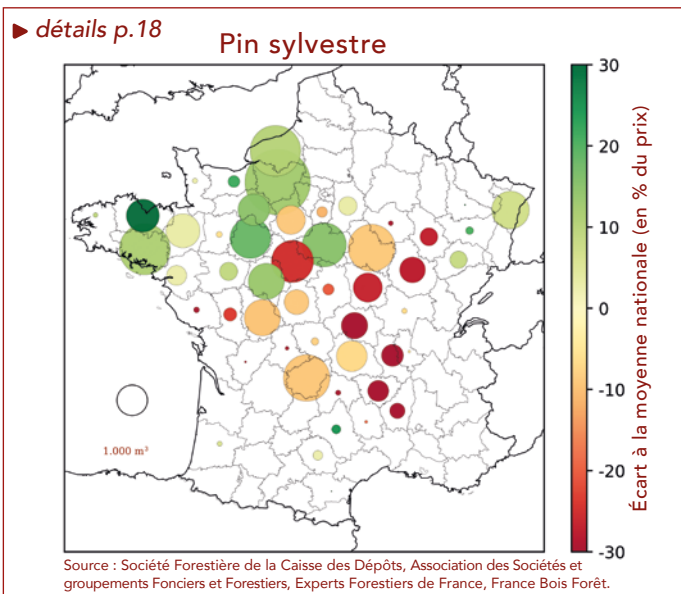 ▶ détails p.18
Pin sylvestre
30
20
10
0
-10
-20
-30
Écart à la moyenne nationale (en % du prix)
1.000 m³
Source : Société Forestière de la Caisse des Dépôts, Association des Sociétés et
groupements Fonciers et Forestiers, Experts Forestiers de France, France Bois Forêt.